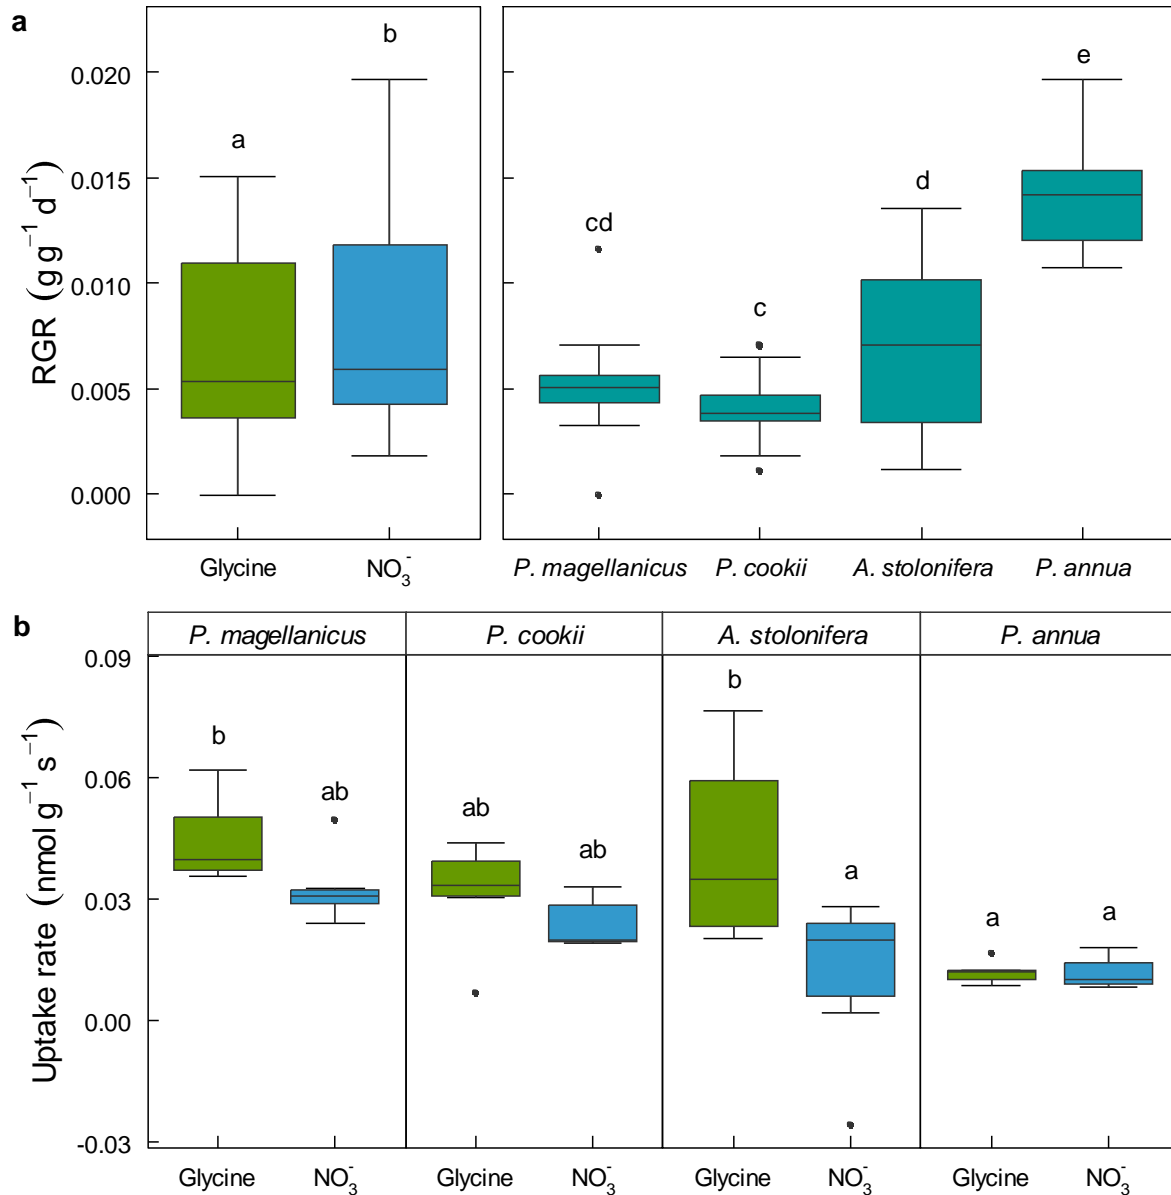 a
b
0.020
e
a
0.015
d
cd
RGR (g g⁻¹ d⁻¹)
0.010
c
0.005
0.000
Glycine NO₃⁻ P. magellanicus P. cookii A. stolonifera P. annua
b
P. magellanicus P. cookii A. stolonifera P. annua
0.09
b
b
0.06
ab
ab
ab
a
a
a
Uptake rate (nmol g⁻¹ s⁻¹)
0.03
0.00
-0.03
Glycine NO₃⁻ Glycine NO₃⁻ Glycine NO₃⁻ Glycine NO₃⁻